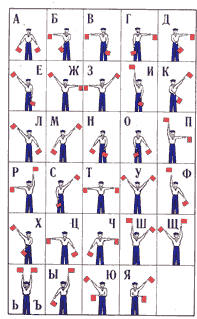 А Б В Г Д
Е Ж З И К
Л М Н О П
Р С Т У Ф
Х Ц Ч Ш Щ
Ь Ъ Ы Ю Я